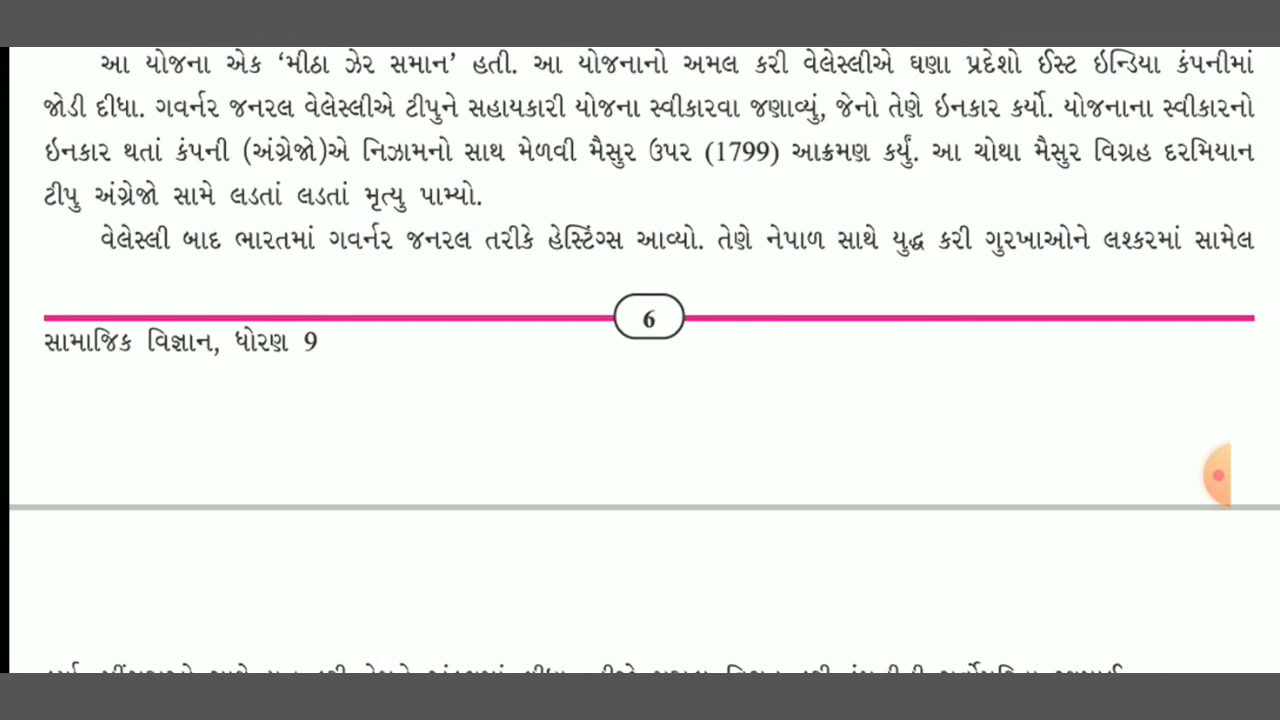 આ યોજના એક ‘મીઠા ઝેર સમાન’ હતી. આ યોજનાનો અમલ કરી વેલેસ્લીએ ઘણા પ્રદેશો ઈસ્ટ ઇન્ડિયા કંપનીમાં
જોડી દીધા. ગવર્નર જનરલ વેલેસ્લીએ ટીપુને સહાયકારી યોજના સ્વીકારવા જણાવ્યું, જેનો તેણે ઇનકાર કર્યો. યોજનાના સ્વીકારનો
ઇનકાર થતાં કંપની (અંગ્રેજો)એ નિઝામનો સાથ મેળવી મૈસુર ઉપર (1799) આક્રમણ કર્યું. આ ચોથા મૈસુર વિગ્રહ દરમિયાન
ટીપુ અંગ્રેજો સામે લડતાં લડતાં મૃત્યુ પામ્યો.
વેલેસ્લી બાદ ભારતમાં ગવર્નર જનરલ તરીકે હેસ્ટિંગ્સ આવ્યો. તેણે નેપાળ સાથે યુદ્ધ કરી ગુરખાઓને લશ્કરમાં સામેલ
6
સામાજિક વિજ્ઞાન, ધોરણ 9